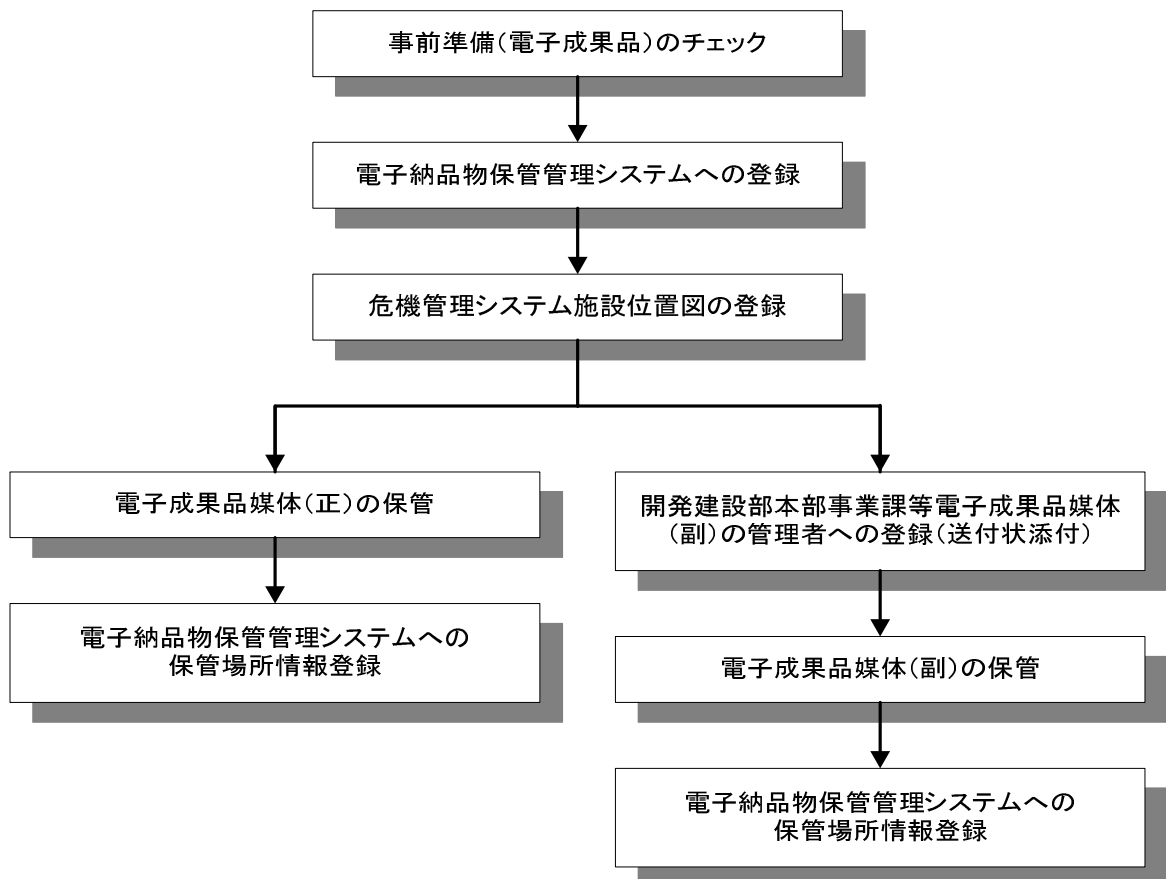 事前準備(電子成果品)のチェック
電子納品物保管管理システムへの登録
危機管理システム施設位置図の登録
電子成果品媒体(正)の保管
電子納品物保管管理システムへの
保管場所情報登録
開発建設部本部事業課等電子成果品媒体
(副)の管理者への登録(送付状添付)
電子成果品媒体(副)の保管
電子納品物保管管理システムへの
保管場所情報登録